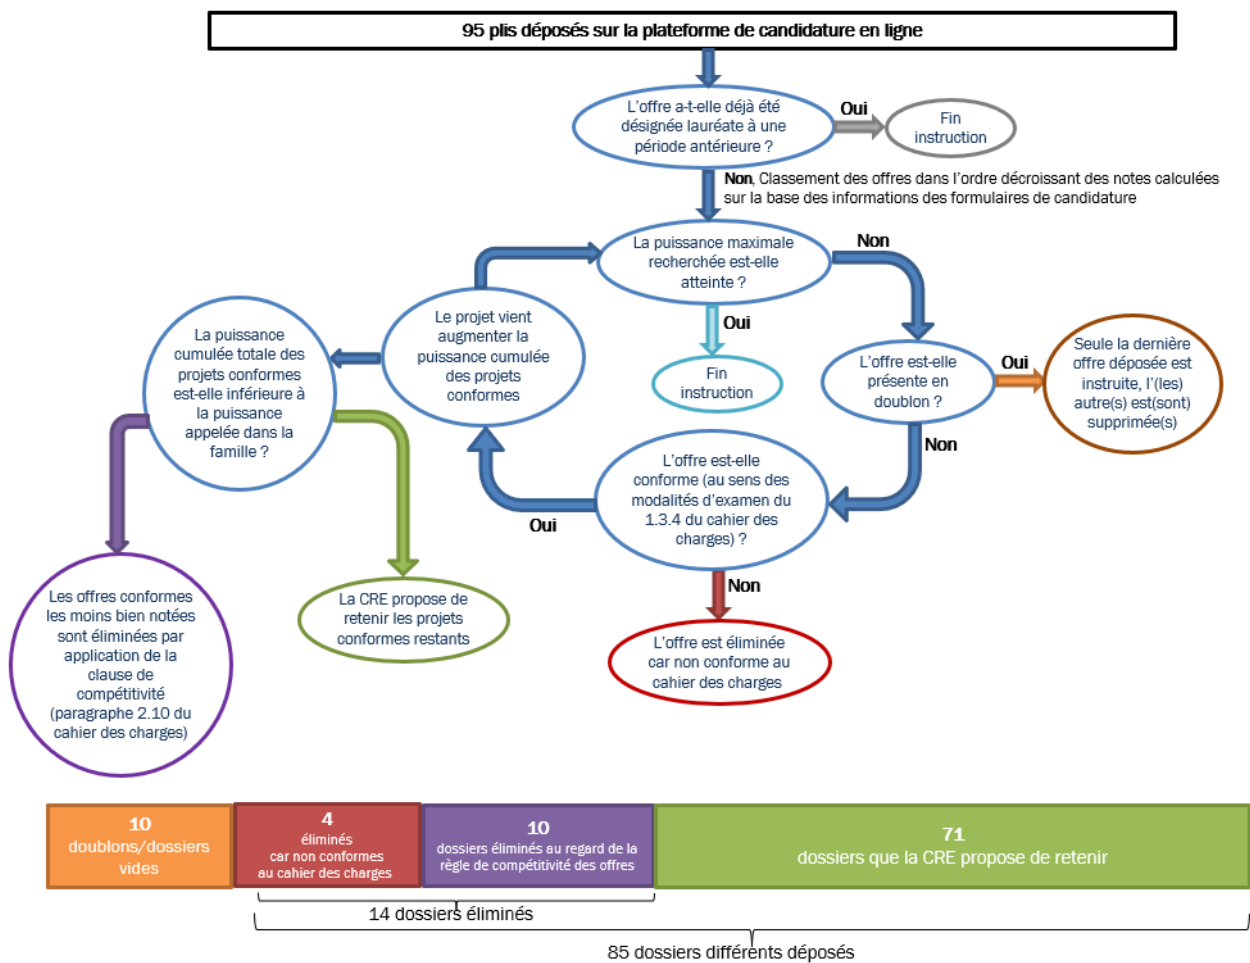 95 plis déposés sur la plateforme de candidature en ligne
L'offre a-t-elle déjà été
désignée lauréate à une
période antérieure ?
Oui
Fin
instruction
Non, Classement des offres dans l'ordre décroissant des notes calculées
sur la base des informations des formulaires de candidature
La puissance maximale
recherchée est-elle
atteinte ?
Non
Oui
Fin
instruction
L'offre est-elle
présente en
doublon ?
Oui
Seule la dernière
offre déposée est
instruite, l'(les)
autre(s) est(sont)
supprimée(s)
Non
L'offre est-elle
conforme (au sens des
modalités d'examen du
1.3.4 du cahier des
charges) ?
Oui
Non
L'offre est éliminée
car non conforme au
cahier des charges
Le projet vient
augmenter la
puissance cumulée
des projets
conformes
La puissance
cumulée totale des
projets conformes
est-elle inférieure à
la puissance
appelée dans la
famille ?
La CRE propose de
retenir les projets
conformes restants
Les offres conformes
les moins bien notées
sont éliminées par
application de la
clause de
compétitivité
(paragraphe 2.10 du
cahier des charges)
10
doublons/dossiers
vides
4
éliminés
car non conformes
au cahier des charges
10
dossiers éliminés au regard de la
règle de compétitivité des offres
71
dossiers que la CRE propose de retenir
14 dossiers éliminés
85 dossiers différents déposés